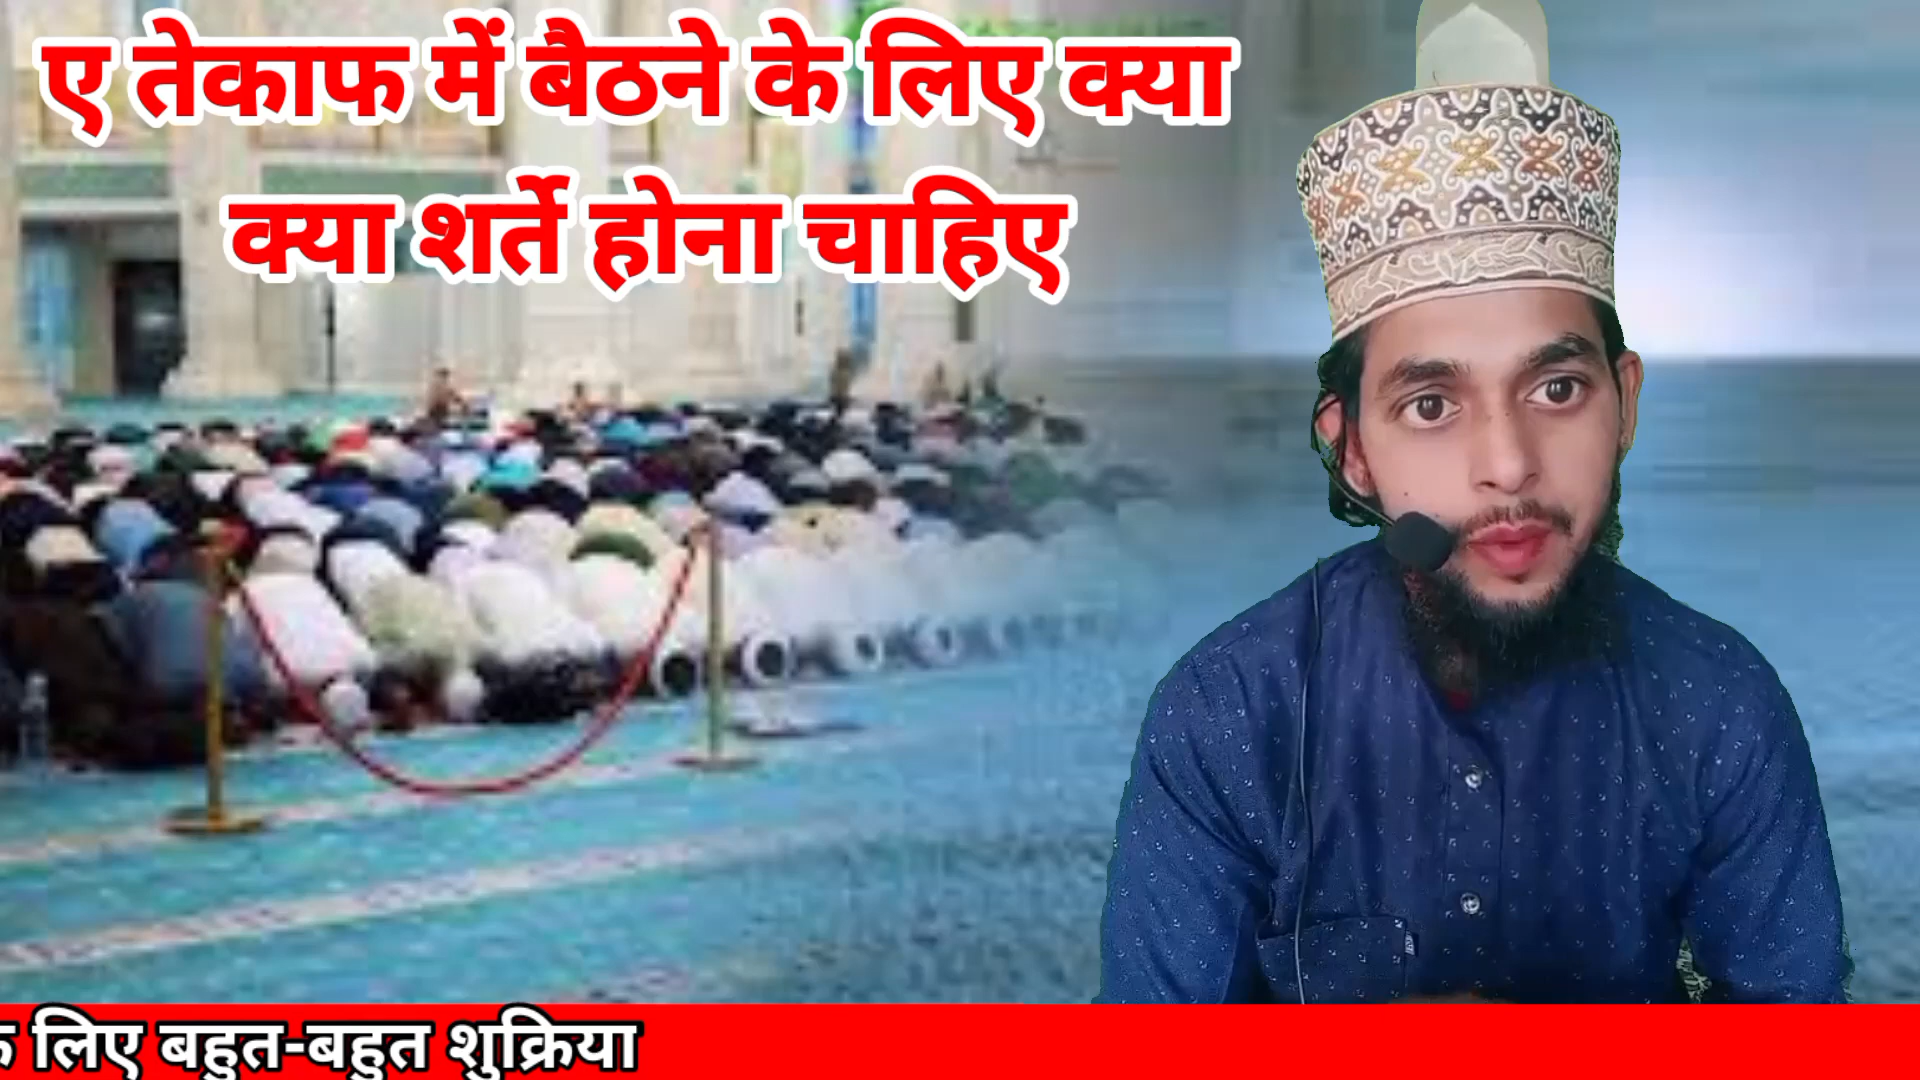 ए तेकाफ में बैठने के लिए क्या
क्या शर्ते होना चाहिए
लिए बहुत-बहुत शुक्रिया